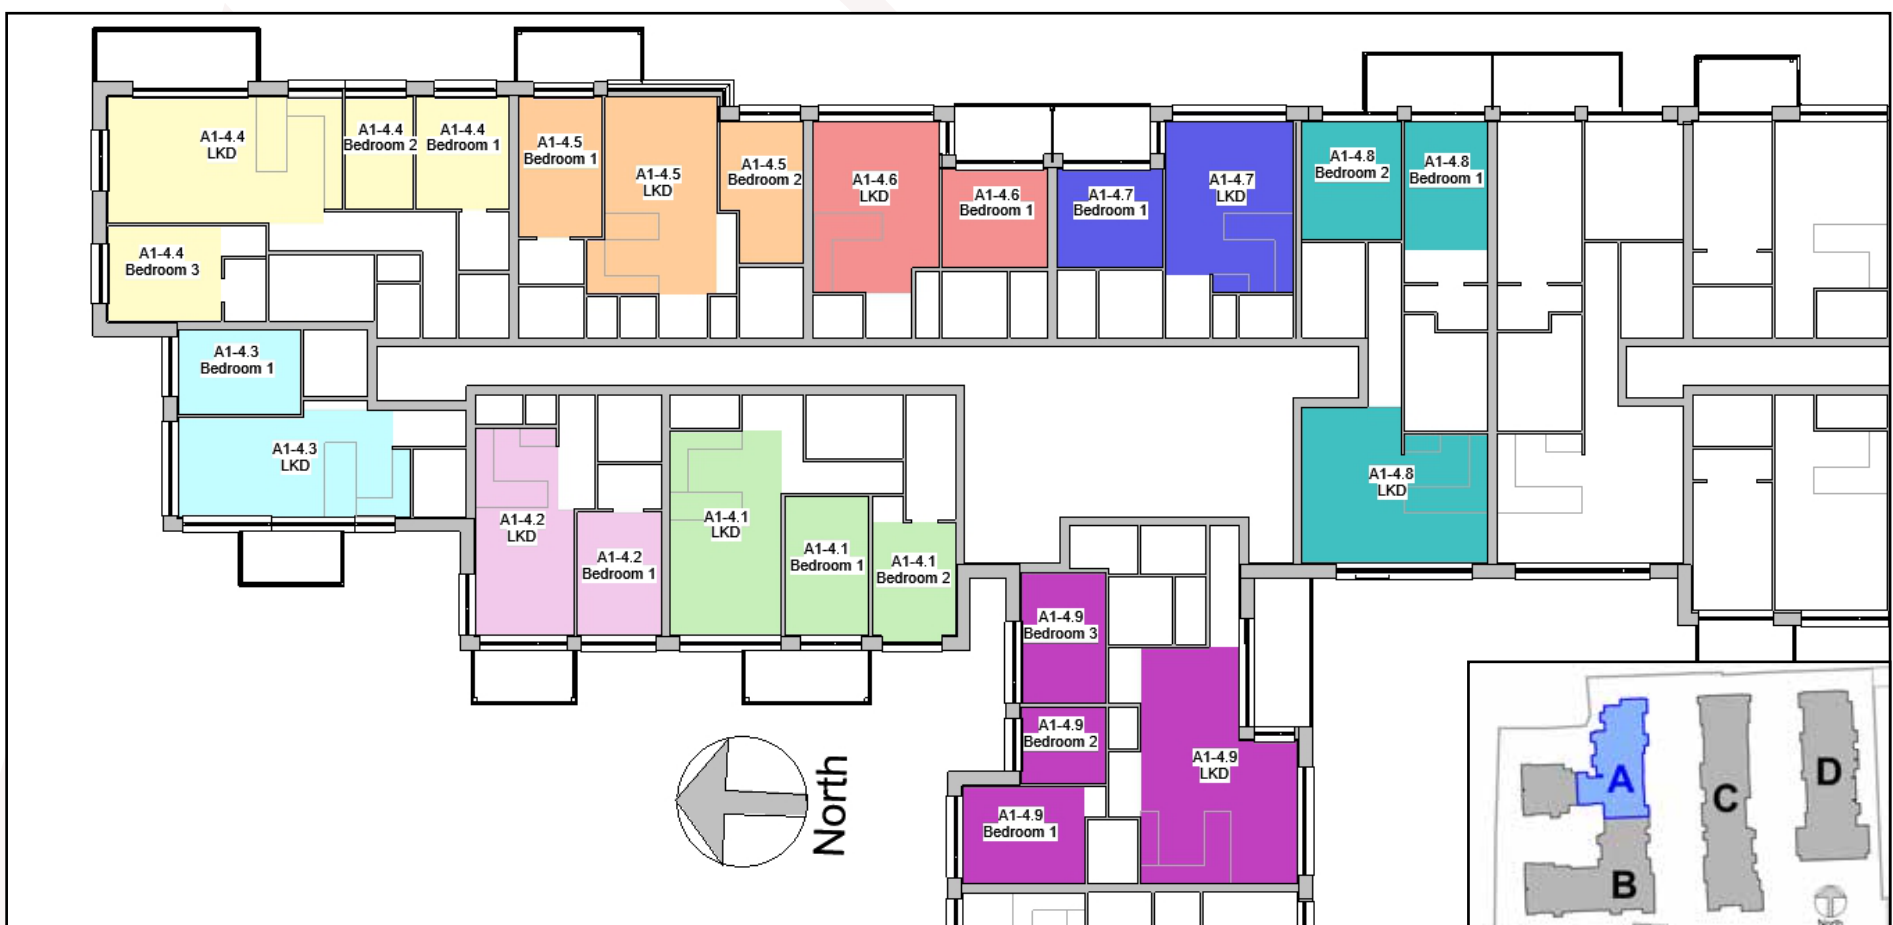 A1-4.4
LKD
A1-4.4
Bedroom 2
A1-4.4
Bedroom 1
A1-4.5
Bedroom 1
A1-4.5
LKD
A1-4.5
Bedroom 2
A1-4.6
LKD
A1-4.6
Bedroom 1
A1-4.7
Bedroom 1
A1-4.7
LKD
A1-4.8
Bedroom 2
A1-4.8
Bedroom 1
A1-4.4
Bedroom 3
A1-4.3
Bedroom 1
A1-4.3
LKD
A1-4.2
LKD
A1-4.2
Bedroom 1
A1-4.1
LKD
A1-4.1
Bedroom 1
A1-4.1
Bedroom 2
A1-4.8
LKD
A1-4.9
Bedroom 3
A1-4.9
Bedroom 2
A1-4.9
LKD
A1-4.9
Bedroom 1
North
A
B
C
D